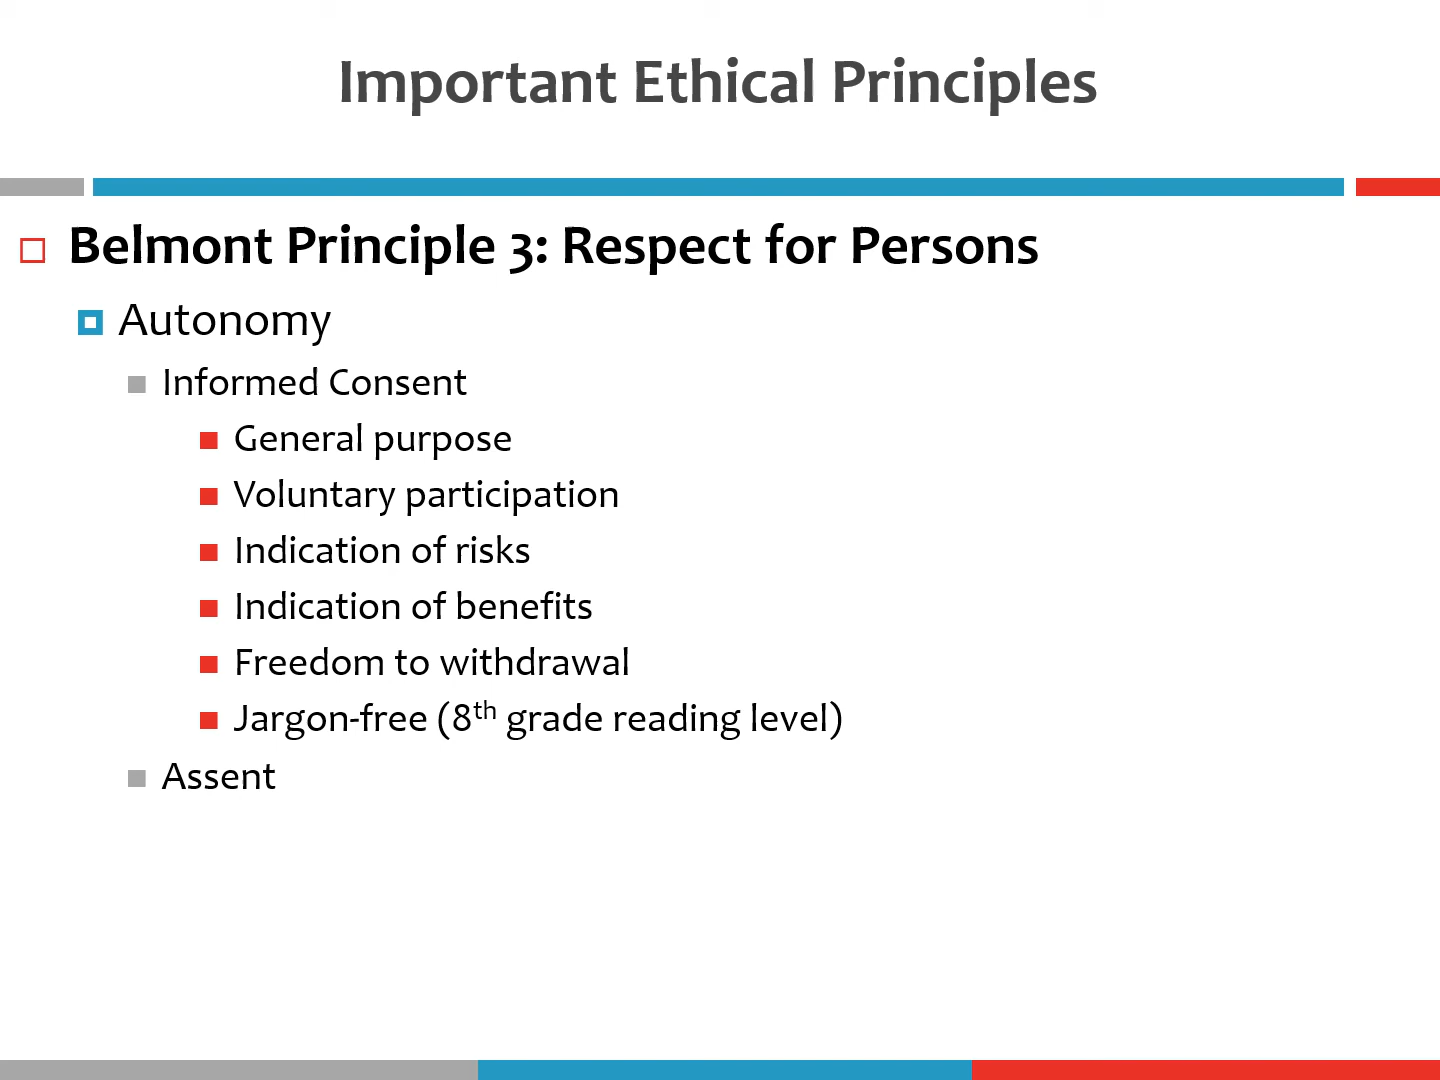 Important Ethical Principles
Belmont Principle 3: Respect for Persons
Autonomy
Informed Consent
General purpose
Voluntary participation
Indication of risks
Indication of benefits
Freedom to withdrawal
Jargon-free (8th grade reading level)
Assent